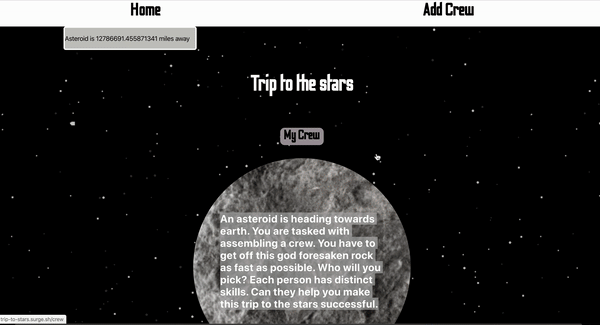 Home
Add Crew
Asteroid is 12786691.455871341 miles away
Trip to the stars
My Crew
An asteroid is heading towards
earth. You are tasked with
assembling a crew. You have to
get off this god foresaken rock
as fast as possible. Who will you
pick? Each person has distinct
skills. Can they help you make
this trip to the stars successful.
trip-to-stars.surge.sh/crew